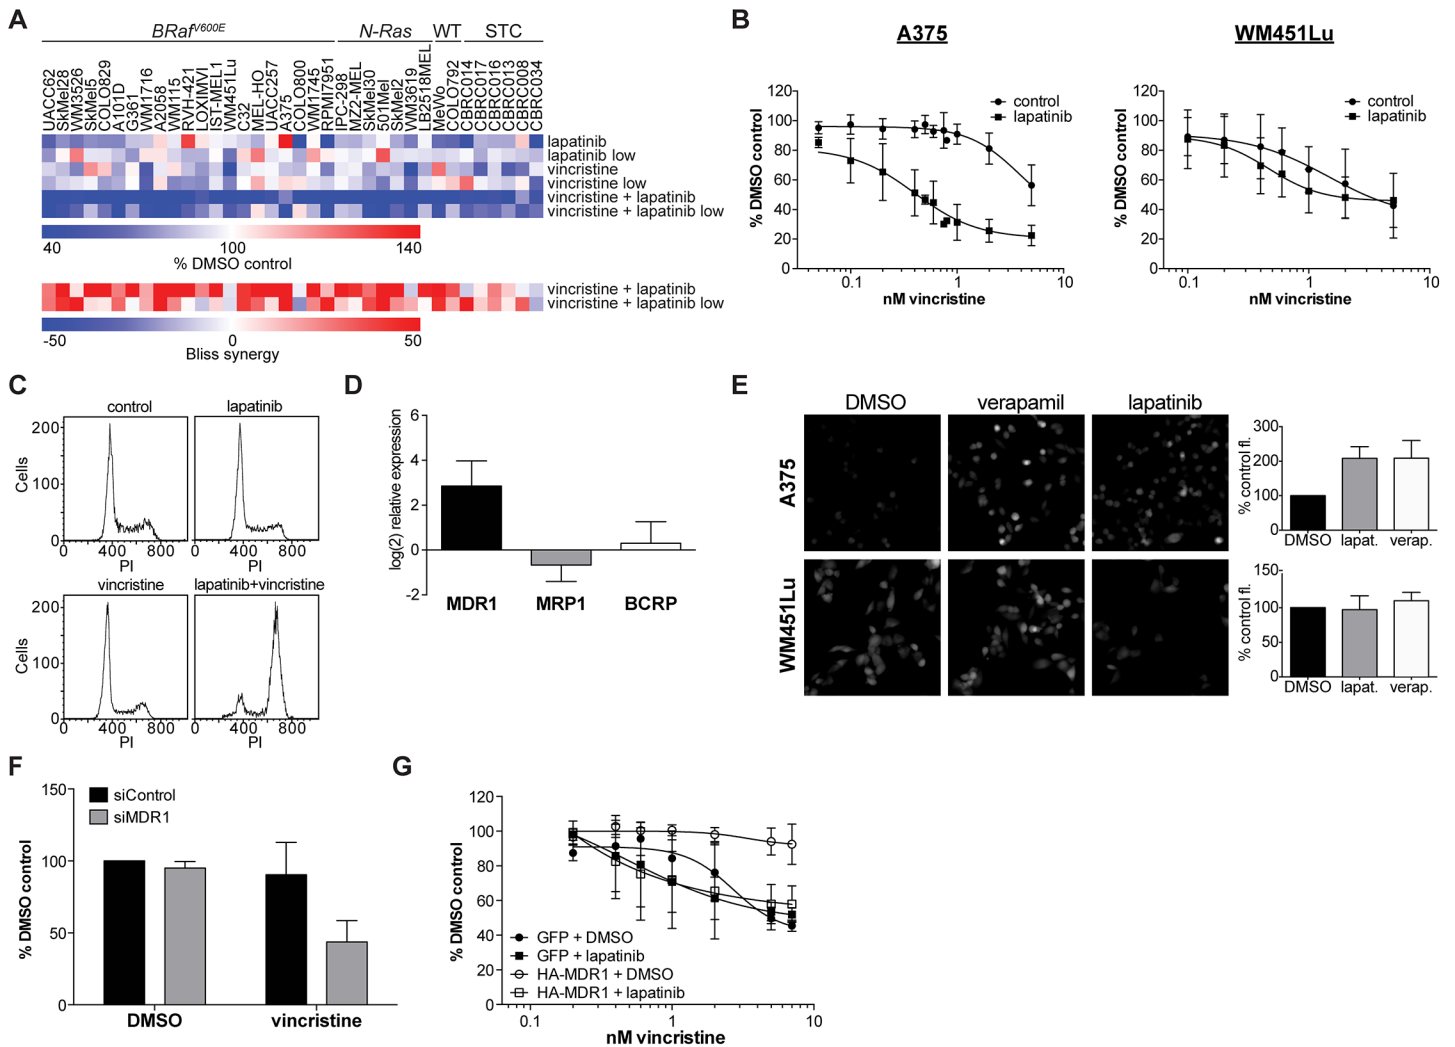 A
BRaf^V600E N-Ras WT STC
UACC62
SkMel28
WM3526
SkMel5
COLO829
A101D
G361
WM1716
A2058
WM115
RVH-421
LOXIMVI
IST-MEL1
WM451Lu
C32
MEL-HO
UACC257
A375
COLO800
WM1745
RPMI7951
IPC-298
MZ2-MEL
SkMel30
501Mel
SkMel2
WM3619
LB2518MEL
MeWo
COLO792
CBRC014
CBRC017
CBRC016
CBRC013
CBRC008
CBRC034
lapatinib
lapatinib low
vincristine
vincristine low
vincristine + lapatinib
vincristine + lapatinib low
40 100 140
% DMSO control
vincristine + lapatinib
vincristine + lapatinib low
-50 0 50
Bliss synergy
B
A375
120
100
80
60
40
20
0
% DMSO control
control
lapatinib
0.1 1 10
nM vincristine
WM451Lu
120
100
80
60
40
20
0
% DMSO control
control
lapatinib
0.1 1 10
nM vincristine
C
control lapatinib
200
100
0
Cells
0 400 800 0 400 800
PI PI
vincristine lapatinib+vincristine
200
100
0
Cells
0 400 800 0 400 800
PI PI
D
6
4
2
0
-2
log(2) relative expression
MDR1 MRP1 BCRP
E
DMSO verapamil lapatinib
A375
WM451Lu
300
200
100
0
% control fl.
DMSO lapat. verap.
150
100
50
0
% control fl.
DMSO lapat. verap.
F
150
100
50
0
% DMSO control
siControl
siMDR1
DMSO vincristine
G
120
100
80
60
40
20
0
% DMSO control
GFP + DMSO
GFP + lapatinib
HA-MDR1 + DMSO
HA-MDR1 + lapatinib
0.1 1 10
nM vincristine